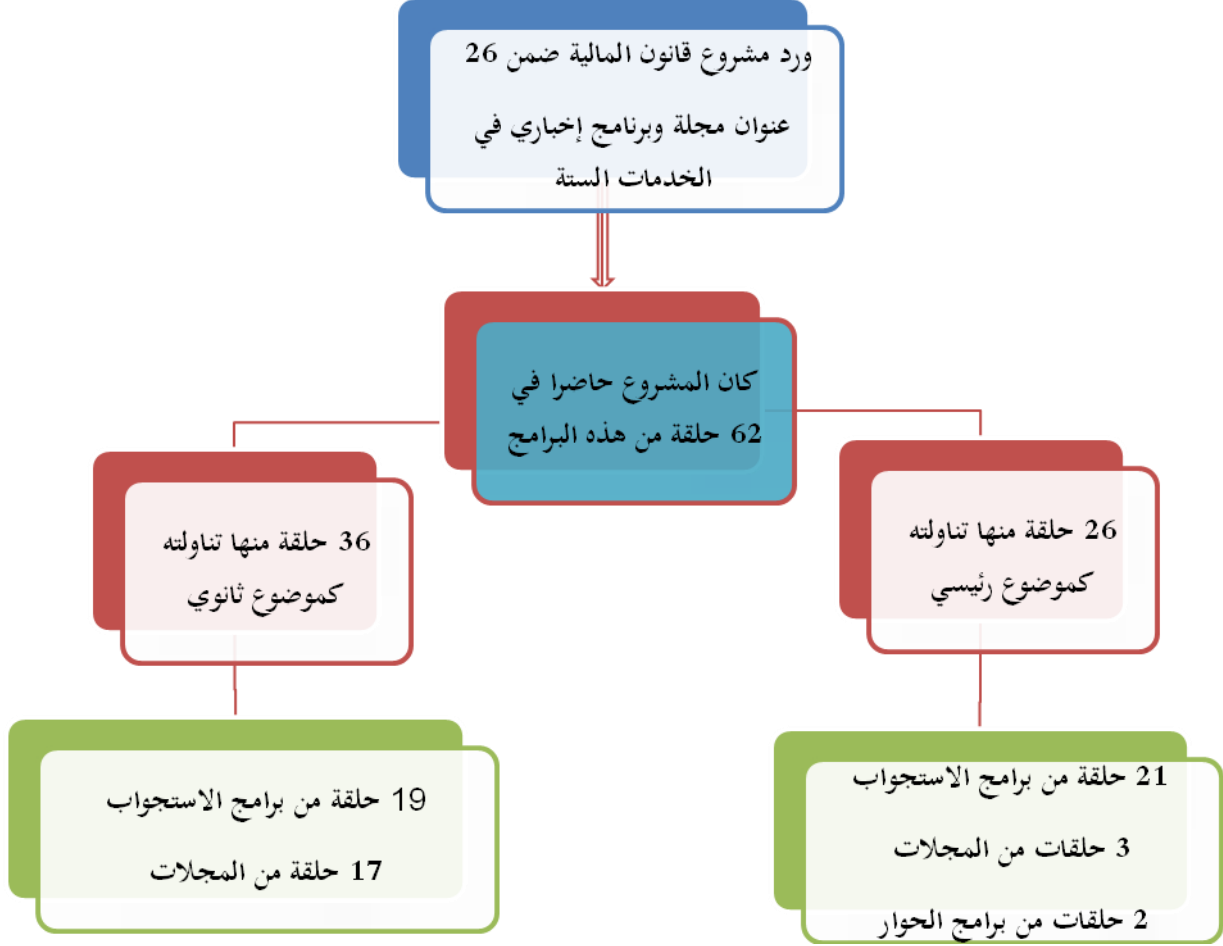 ورد مشروع قانون المالية ضمن 26
عنوان مجلة وبرنامج إخباري في
الخدمات الستة
كان المشروع حاضرا في
62 حلقة من هذه البرامج
26 حلقة منها تناولته
كموضوع رئيسي
36 حلقة منها تناولته
كموضوع ثانوي
21 حلقة من برامج الاستجواب
3 حلقات من المجلات
2 حلقات من برامج الحوار
19 حلقة من برامج الاستجواب
17 حلقة من المجلات